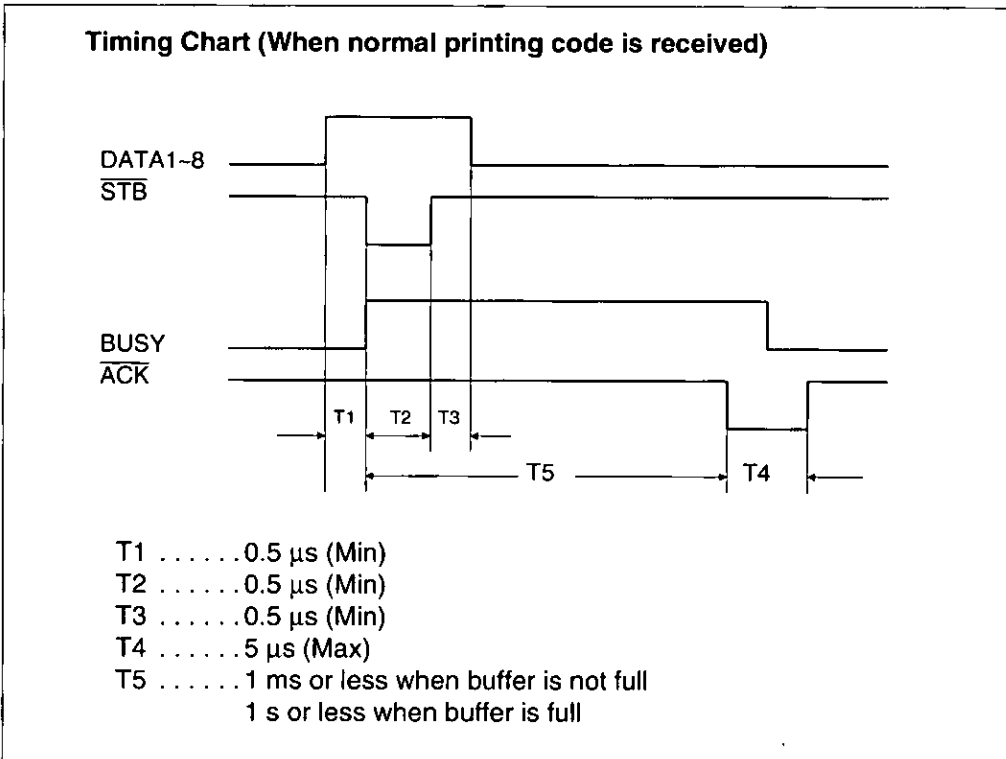 Timing Chart (When normal printing code is received)
DATA1~8
STB
BUSY
ACK
T1 T2 T3
T5 T4
T1 ......0.5 µs (Min)
T2 ......0.5 µs (Min)
T3 ......0.5 µs (Min)
T4 ......5 µs (Max)
T5 ......1 ms or less when buffer is not full
1 s or less when buffer is full